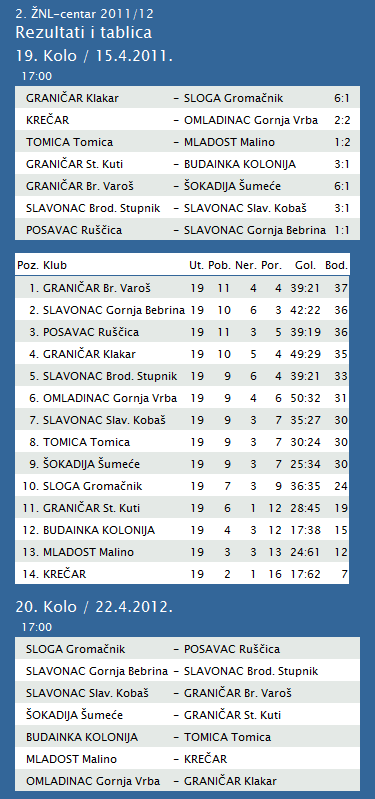 2. ŽNL-centar 2011/12
Rezultati i tablica
19. Kolo / 15.4.2011.
17:00
GRANIČAR Klakar - SLOGA Gromačnik 6:1
KREČAR - OMLADINAC Gornja Vrba 2:2
TOMICA Tomica - MLADOST Malino 1:2
GRANIČAR St. Kuti - BUDAINKA KOLONIJA 3:1
GRANIČAR Br. Varoš - ŠOKADIJA Šumeće 6:1
SLAVONAC Brod. Stupnik - SLAVONAC Slav. Kobaš 3:1
POSAVAC Ruščica - SLAVONAC Gornja Bebrina 1:1
Poz. Klub Ut. Pob. Ner. Por. Gol. Bod.
1. GRANIČAR Br. Varoš 19 11 4 4 39:21 37
2. SLAVONAC Gornja Bebrina 19 10 6 3 42:22 36
3. POSAVAC Ruščica 19 11 3 5 39:19 36
4. GRANIČAR Klakar 19 10 5 4 49:29 35
5. SLAVONAC Brod. Stupnik 19 9 6 4 39:21 33
6. OMLADINAC Gornja Vrba 19 9 4 6 50:32 31
7. SLAVONAC Slav. Kobaš 19 9 3 7 35:27 30
8. TOMICA Tomica 19 9 3 7 30:24 30
9. ŠOKADIJA Šumeće 19 9 3 7 25:34 30
10. SLOGA Gromačnik 19 7 3 9 36:35 24
11. GRANIČAR St. Kuti 19 6 1 12 28:45 19
12. BUDAINKA KOLONIJA 19 4 3 12 17:38 15
13. MLADOST Malino 19 3 3 13 24:61 12
14. KREČAR 19 2 1 16 17:62 7
20. Kolo / 22.4.2012.
17:00
SLOGA Gromačnik - POSAVAC Ruščica
SLAVONAC Gornja Bebrina - SLAVONAC Brod. Stupnik
SLAVONAC Slav. Kobaš - GRANIČAR Br. Varoš
ŠOKADIJA Šumeće - GRANIČAR St. Kuti
BUDAINKA KOLONIJA - TOMICA Tomica
MLADOST Malino - KREČAR
OMLADINAC Gornja Vrba - GRANIČAR Klakar